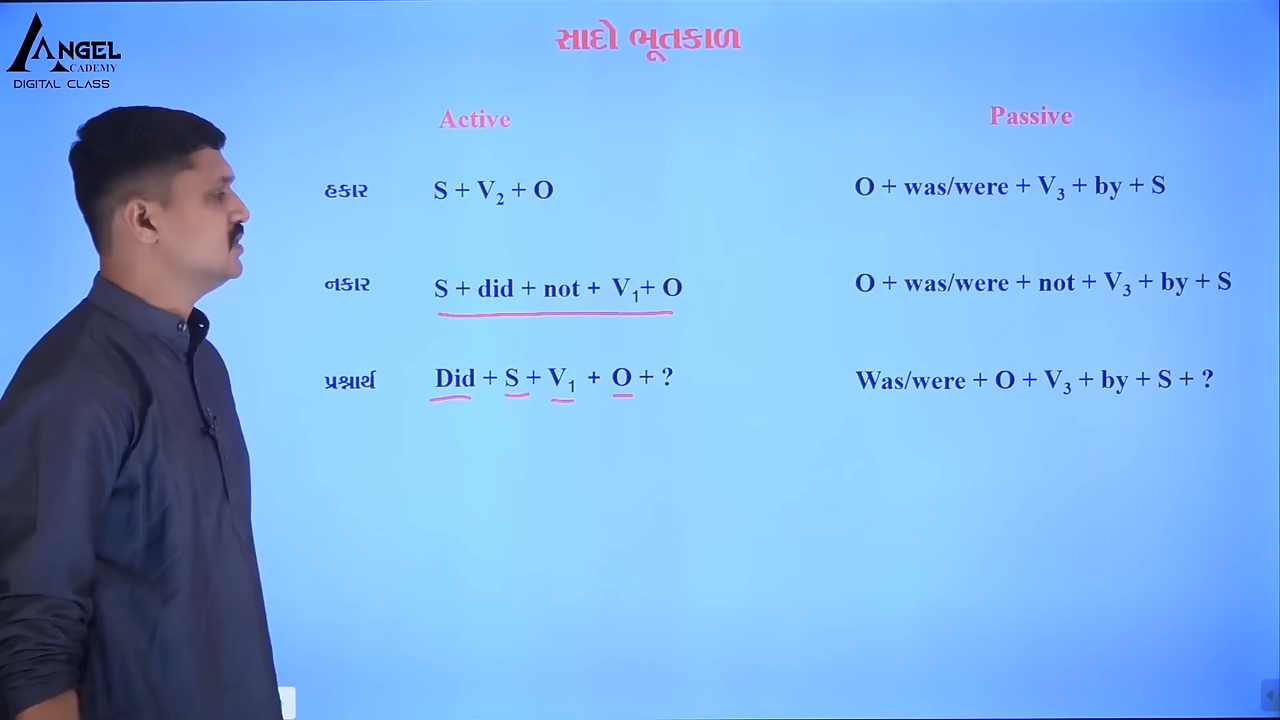 ANGEL
ACADEMY
DIGITAL CLASS
સાદો ભૂતકાળ
Active Passive
હકાર S + V₂ + O O + was/were + V₃ + by + S
નકાર S + did + not + V₁+ O O + was/were + not + V₃ + by + S
પ્રશ્નાર્થ Did + S + V₁ + O + ? Was/were + O + V₃ + by + S + ?